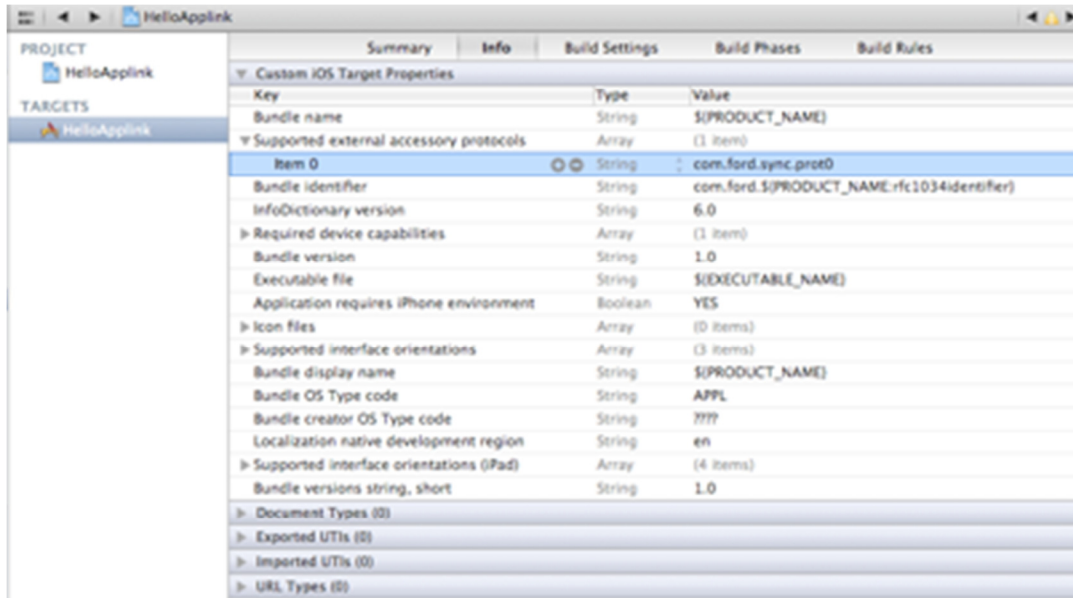 HelloApplink
PROJECT
HelloApplink
TARGETS
HelloApplink
Summary Info Build Settings Build Phases Build Rules
Custom iOS Target Properties
Key Type Value
Bundle name String ${PRODUCT_NAME}
Supported external accessory protocols Array (1 item)
Item 0 String com.ford.sync.prot0
Bundle identifier String com.ford.${PRODUCT_NAME:rfc1034identifier}
InfoDictionary version String 6.0
Required device capabilities Array (1 item)
Bundle version String 1.0
Executable file String ${EXECUTABLE_NAME}
Application requires iPhone environment Boolean YES
Icon files Array (0 items)
Supported interface orientations Array (3 items)
Bundle display name String ${PRODUCT_NAME}
Bundle OS Type code String APPL
Bundle creator OS Type code String ????
Localization native development region String en
Supported interface orientations (iPad) Array (4 items)
Bundle versions string, short String 1.0
Document Types (0)
Exported UTIs (0)
Imported UTIs (0)
URL Types (0)